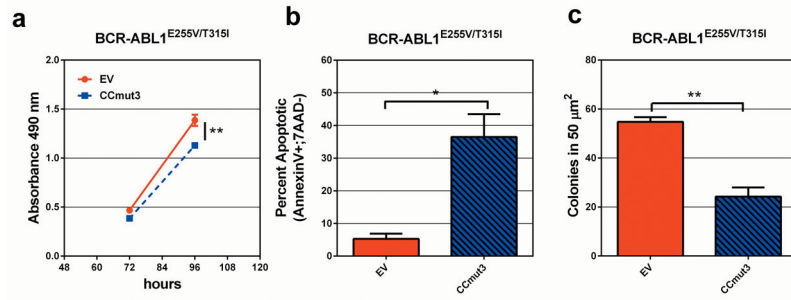 a
BCR-ABL1E255V/T315I
Absorbance 490 nm
2.0
1.5
1.0
0.5
0.0
EV
CCmut3
**
48 60 72 84 96 108 120
hours
b
BCR-ABL1E255V/T315I
Percent Apoptotic
(AnnexinV+;7AAD-)
60
50
40
30
20
10
0
*
EV CCmut3
c
BCR-ABL1E255V/T315I
Colonies in 50 µm2
80
60
40
20
0
**
EV CCmut3